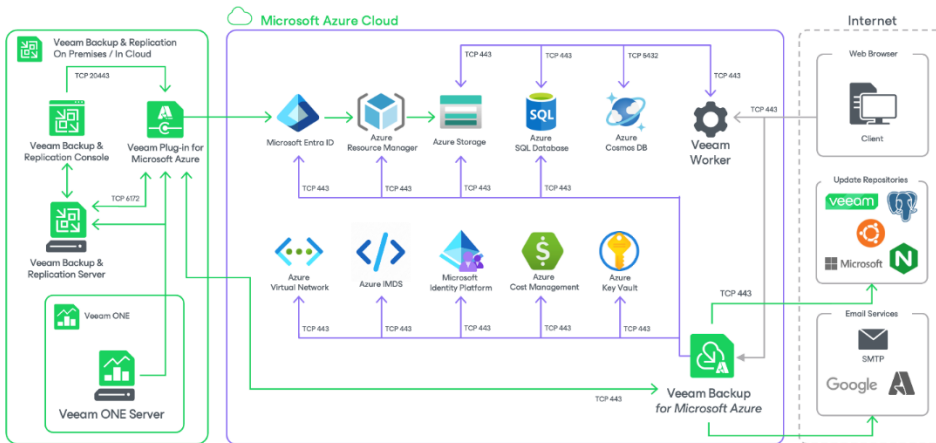 Microsoft Azure Cloud
Internet
Veeam Backup & Replication
On Premises / In Cloud
TCP 20443
Veeam Backup &
Replication Console
Veeam Plug-in for
Microsoft Azure
TCP 6172
Veeam Backup &
Replication Server
Veeam ONE
Veeam ONE Server
TCP 443
TCP 443
TCP 5432
TCP 443
Microsoft Entra ID
Azure
Resource Manager
Azure Storage
SQL
Azure
SQL Database
Azure
Cosmos DB
Veeam
Worker
TCP 443
TCP 443
TCP 443
TCP 443
TCP 443
Azure
Virtual Network
Azure IMDS
Microsoft
Identity Platform
$
Azure
Cost Management
Azure
Key Vault
TCP 443
TCP 443
TCP 443
TCP 443
TCP 443
TCP 443
Veeam Backup
for Microsoft Azure
TCP 443
Web Browser
Client
Update Repositories
veeam
Microsoft
N
TCP 443
Email Services
SMTP
Google